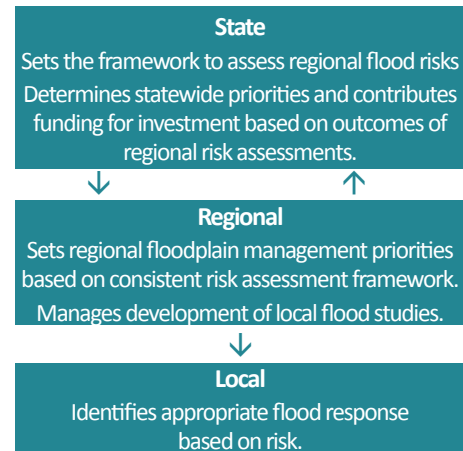 State
Sets the framework to assess regional flood risks
Determines statewide priorities and contributes
funding for investment based on outcomes of
regional risk assessments.
↓ ↑
Regional
Sets regional floodplain management priorities
based on consistent risk assessment framework.
Manages development of local flood studies.
↓
Local
Identifies appropriate flood response
based on risk.